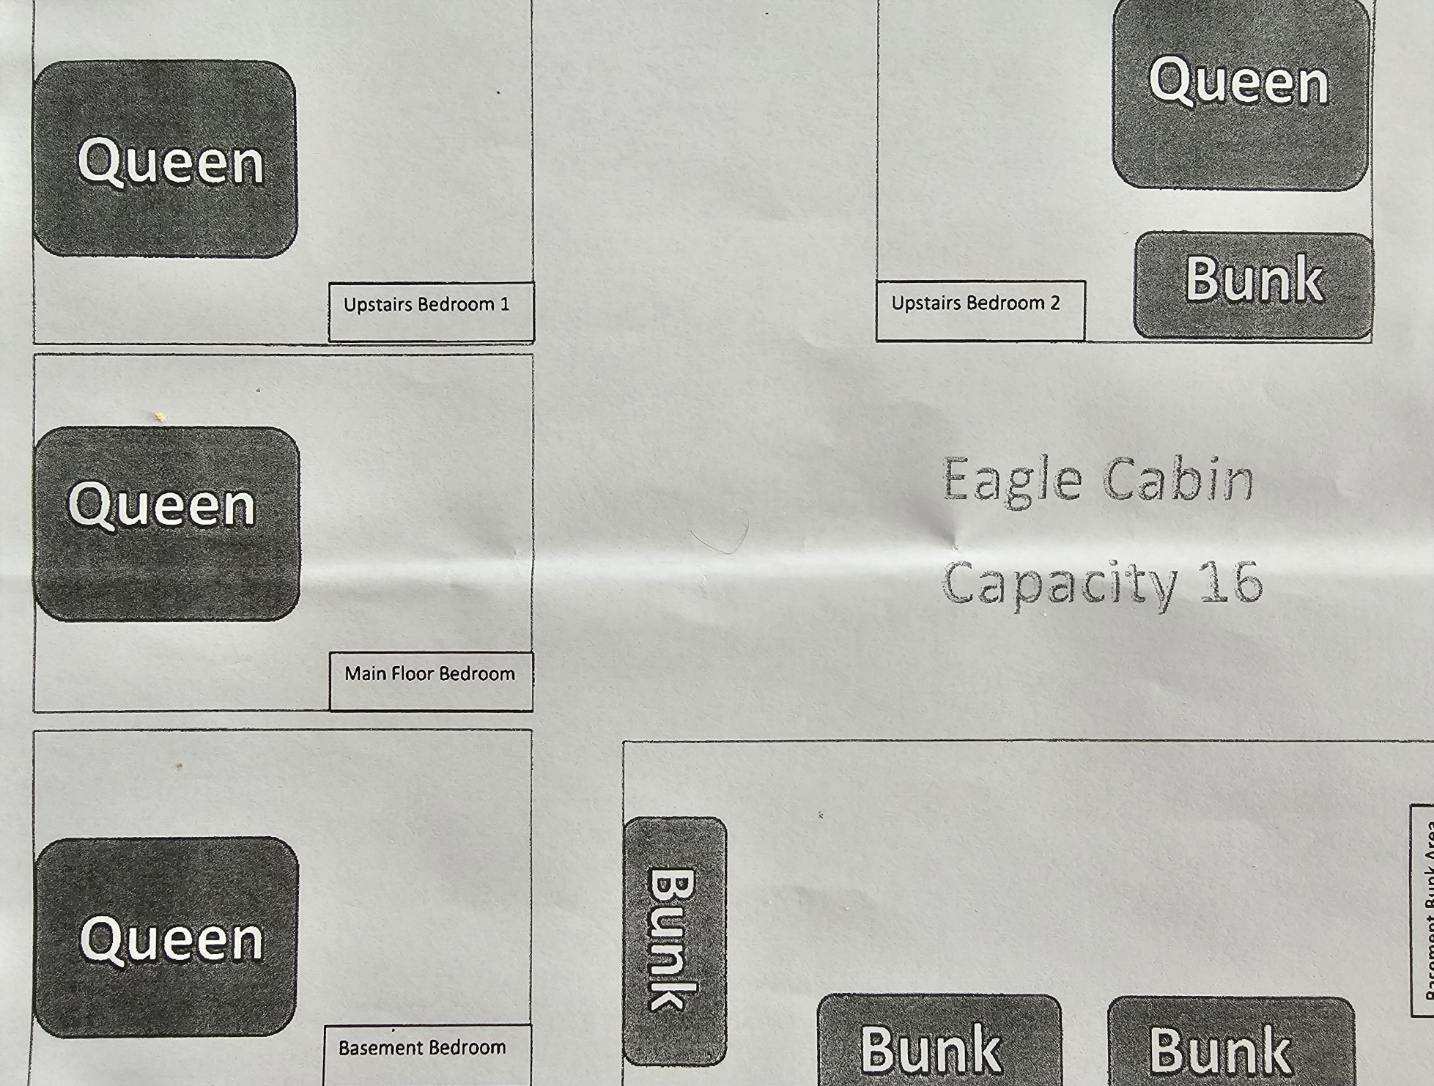 Queen
Upstairs Bedroom 1
Queen
Bunk
Upstairs Bedroom 2
Queen
Main Floor Bedroom
Eagle Cabin
Capacity 16
Queen
Basement Bedroom
Bunk
Bunk
Bunk
Basement Bunk Area